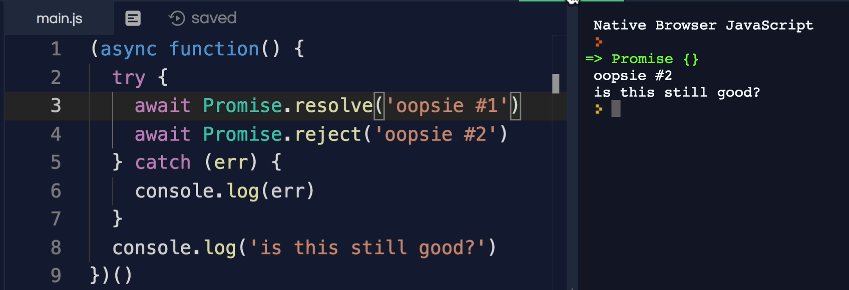 main.js saved
1 (async function() {
2 try {
3 await Promise.resolve('oopsie #1')
4 await Promise.reject('oopsie #2')
5 } catch (err) {
6 console.log(err)
7 }
8 console.log('is this still good?')
9 })()
Native Browser JavaScript
=> Promise {}
oopsie #2
is this still good?